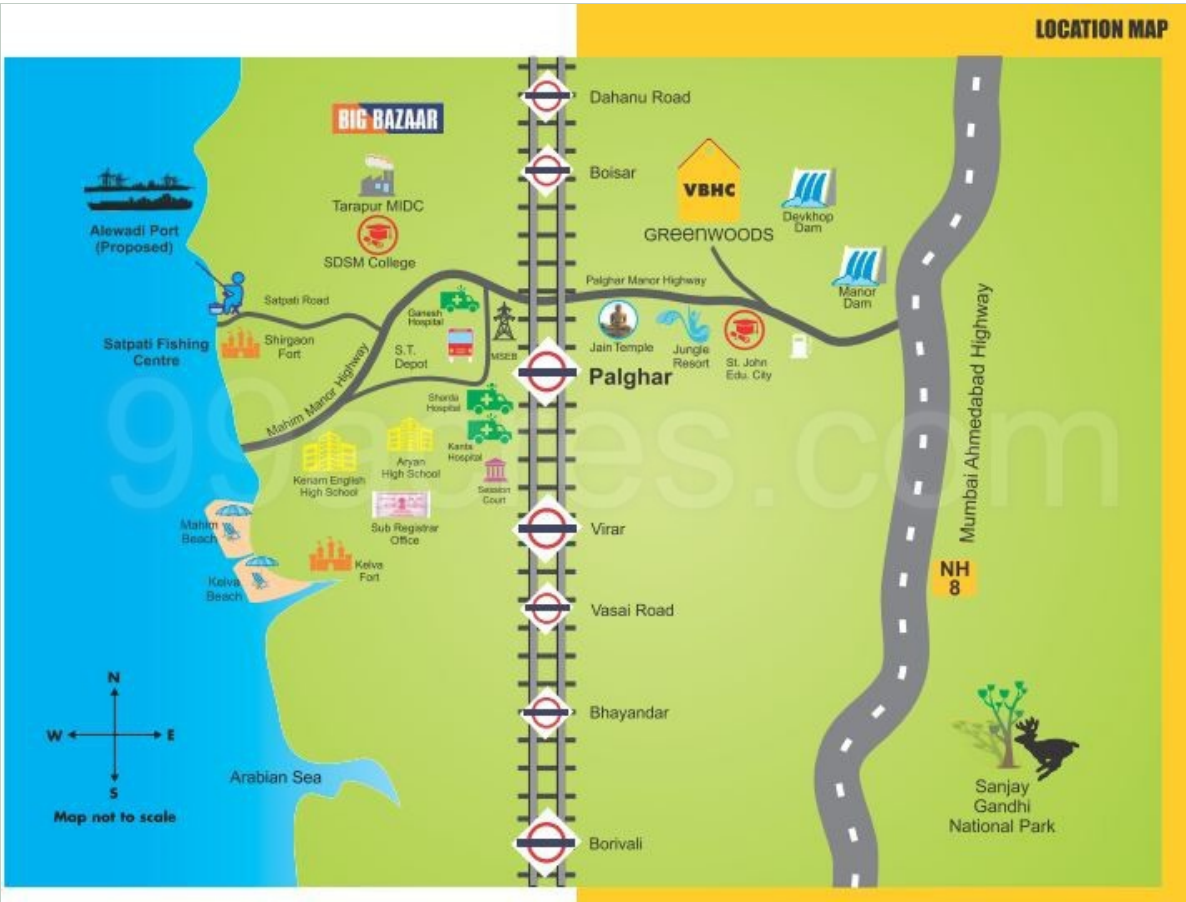 LOCATION MAP
BIG BAZAAR
Dahanu Road
Boisar
VBHC
GREENWOODS
Devkhop
Dam
Tarapur MIDC
SDSM College
Alewadi Port
(Proposed)
Manor
Dam
Palghar Manor Highway
Satpati Road
Ganesh
Hospital
MSEB
S.T.
Depot
Shirgaon
Fort
Satpati Fishing
Centre
Jain Temple
Jungle
Resort
St. John
Edu. City
Palghar
Mahim Manor Highway
Mumbai Ahmedabad Highway
Sharda
Hospital
Kanta
Hospital
Aryan
High School
Kenam English
High School
Session
Court
99acres.com
Sub Registrar
Office
Mahim
Beach
Kelva
Beach
Kelva
Fort
Virar
NH
8
Vasai Road
Bhayandar
N
W
E
S
Map not to scale
Arabian Sea
Sanjay
Gandhi
National Park
Borivali